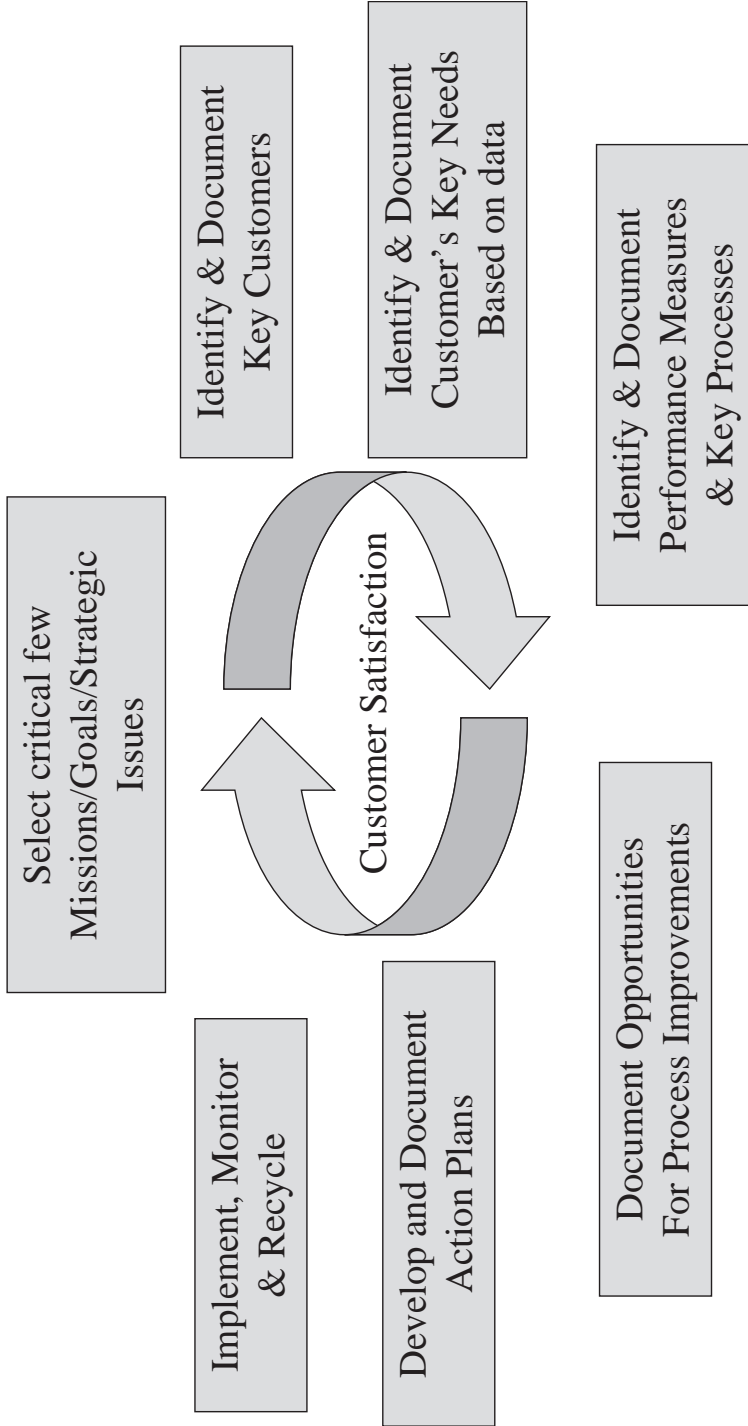 Select critical few
Missions/Goals/Strategic
Issues
Identify & Document
Key Customers
Identify & Document
Customer's Key Needs
Based on data
Identify & Document
Performance Measures
& Key Processes
Document Opportunities
For Process Improvements
Develop and Document
Action Plans
Implement, Monitor
& Recycle
Customer Satisfaction